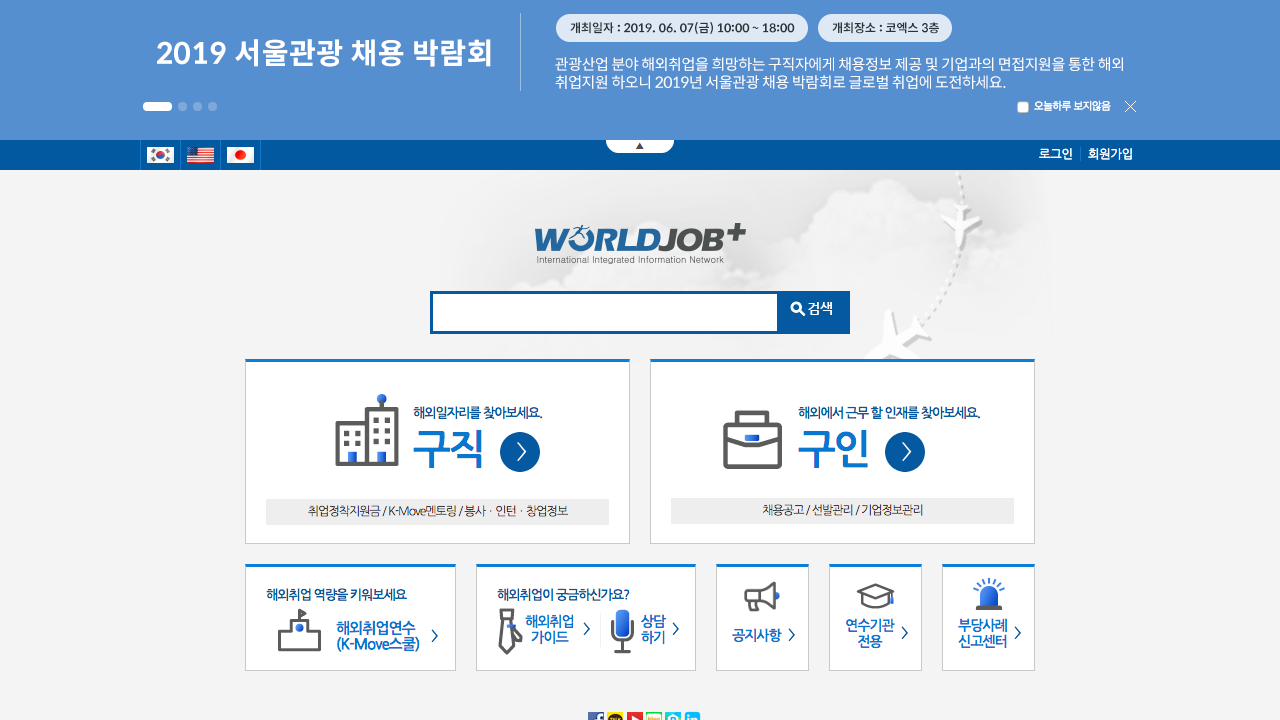 2019 서울관광 채용 박람회
개최일자 : 2019. 06. 07(금) 10:00 ~ 18:00
개최장소 : 코엑스 3층
관광산업 분야 해외취업을 희망하는 구직자에게 채용정보 제공 및 기업과의 면접지원을 통한 해외
취업지원 하오니 2019년 서울관광 채용 박람회로 글로벌 취업에 도전하세요.
오늘하루 보지않음
로그인
회원가입
WORLDJOB+
International Integrated Information Network
검색
해외일자리를 찾아보세요.
구직
취업정착지원금 / K-Move멘토링 / 봉사 · 인턴 · 창업정보
해외에서 근무 할 인재를 찾아보세요.
구인
채용공고 / 선발관리 / 기업정보관리
해외취업 역량을 키워보세요
해외취업연수
(K-Move스쿨)
해외취업이 궁금하신가요?
해외취업
가이드
상담
하기
공지사항
연수기관
전용
부당사례
신고센터